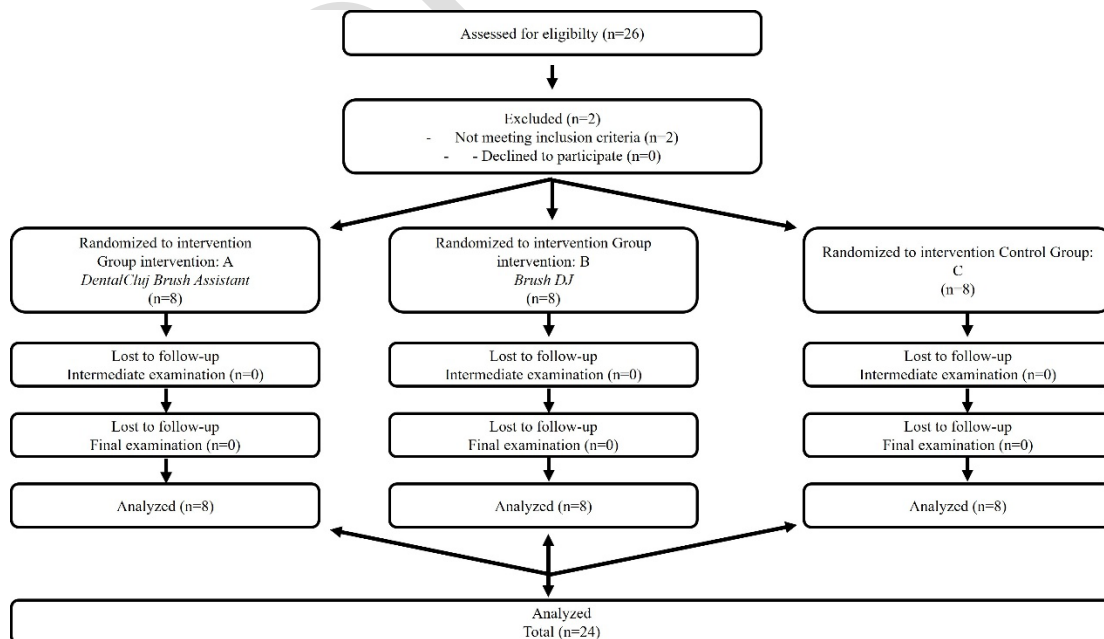 Assessed for eligibilty (n=26)
Excluded (n=2)
- Not meeting inclusion criteria (n=2)
- - Declined to participate (n=0)
Randomized to intervention
Group intervention: A
DentalCluj Brush Assistant
(n=8)
Randomized to intervention Group
intervention: B
Brush DJ
(n=8)
Randomized to intervention Control Group:
C
(n=8)
Lost to follow-up
Intermediate examination (n=0)
Lost to follow-up
Intermediate examination (n=0)
Lost to follow-up
Intermediate examination (n=0)
Lost to follow-up
Final examination (n=0)
Lost to follow-up
Final examination (n=0)
Lost to follow-up
Final examination (n=0)
Analyzed (n=8)
Analyzed (n=8)
Analyzed (n=8)
Analyzed
Total (n=24)